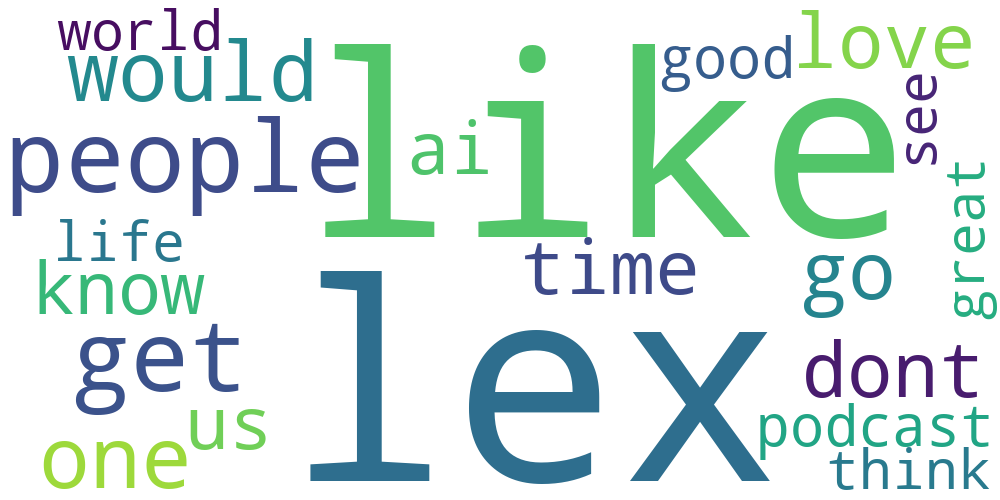 world
would
like
good
love
see
people
ai
life
know
time
go
great
get
lex
dont
us
podcast
one
think